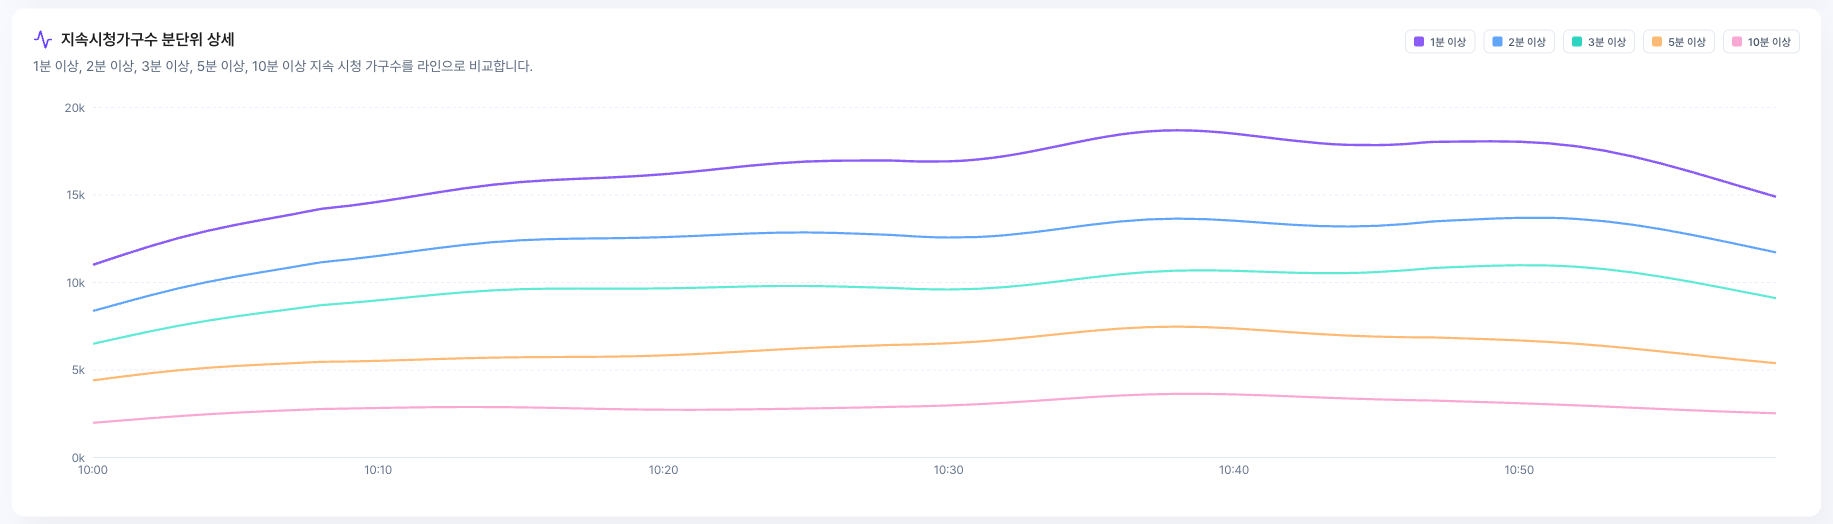 지속시청가구수 분단위 상세
1분 이상, 2분 이상, 3분 이상, 5분 이상, 10분 이상 지속 시청 가구수를 라인으로 비교합니다.
1분 이상 2분 이상 3분 이상 5분 이상 10분 이상
20k
15k
10k
5k
0k
10:00 10:10 10:20 10:30 10:40 10:50